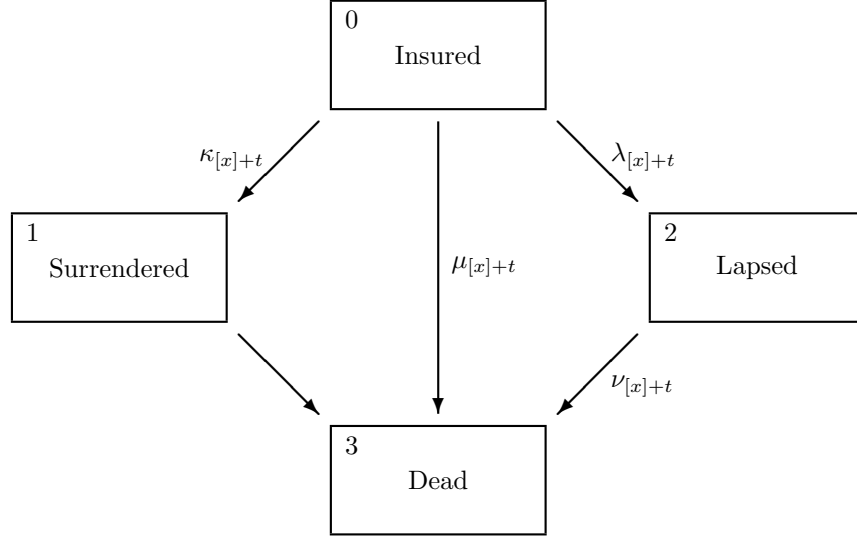 0
Insured
κ[x]+t
λ[x]+t
1
Surrendered
μ[x]+t
2
Lapsed
ν[x]+t
3
Dead